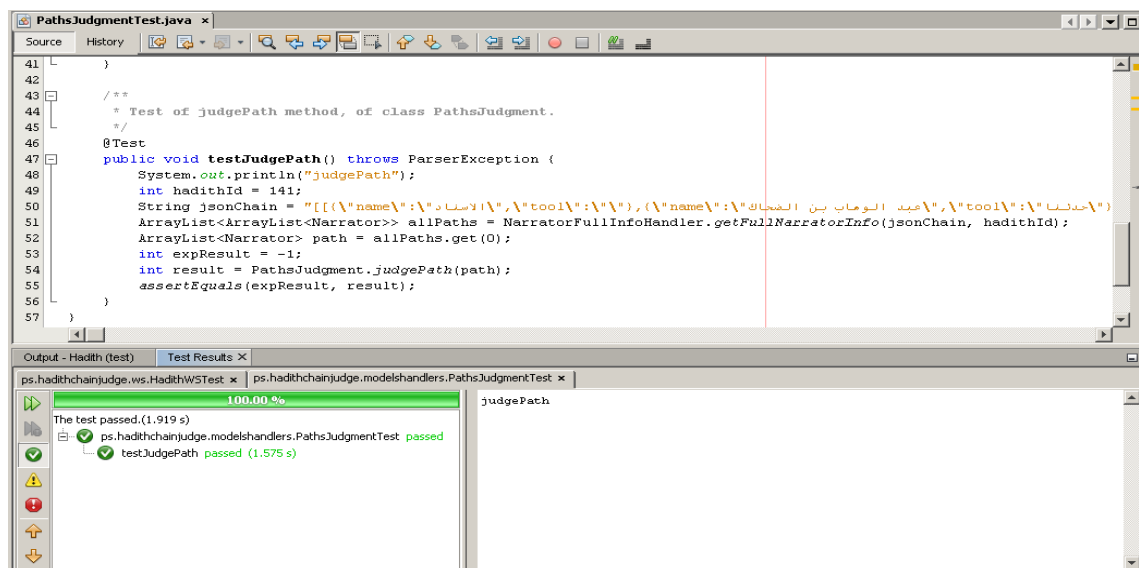 PathsJudgmentTest.java ×
Source History
41 }
42
43 /**
44 * Test of judgePath method, of class PathsJudgment.
45 */
46 @Test
47 public void testJudgePath() throws ParserException {
48 System.out.println("judgePath");
49 int hadithId = 141;
50 String jsonChain = "[[{\"name\":\"الاسناد\",\"tool\":\"\"},{\"name\":\"عبد الوهاب بن الضحاك\",\"tool\":\"حدثنا\"}
51 ArrayList<ArrayList<Narrator>> allPaths = NarratorFullInfoHandler.getFullNarratorInfo(jsonChain, hadithId);
52 ArrayList<Narrator> path = allPaths.get(0);
53 int expResult = -1;
54 int result = PathsJudgment.judgePath(path);
55 assertEquals(expResult, result);
56 }
57 }
Output - Hadith (test) Test Results ×
ps.hadithchainjudge.ws.HadithWSTest × ps.hadithchainjudge.modelshandlers.PathsJudgmentTest ×
100.00 % judgePath
The test passed.(1.919 s)
ps.hadithchainjudge.modelshandlers.PathsJudgmentTest passed
testJudgePath passed (1.575 s)